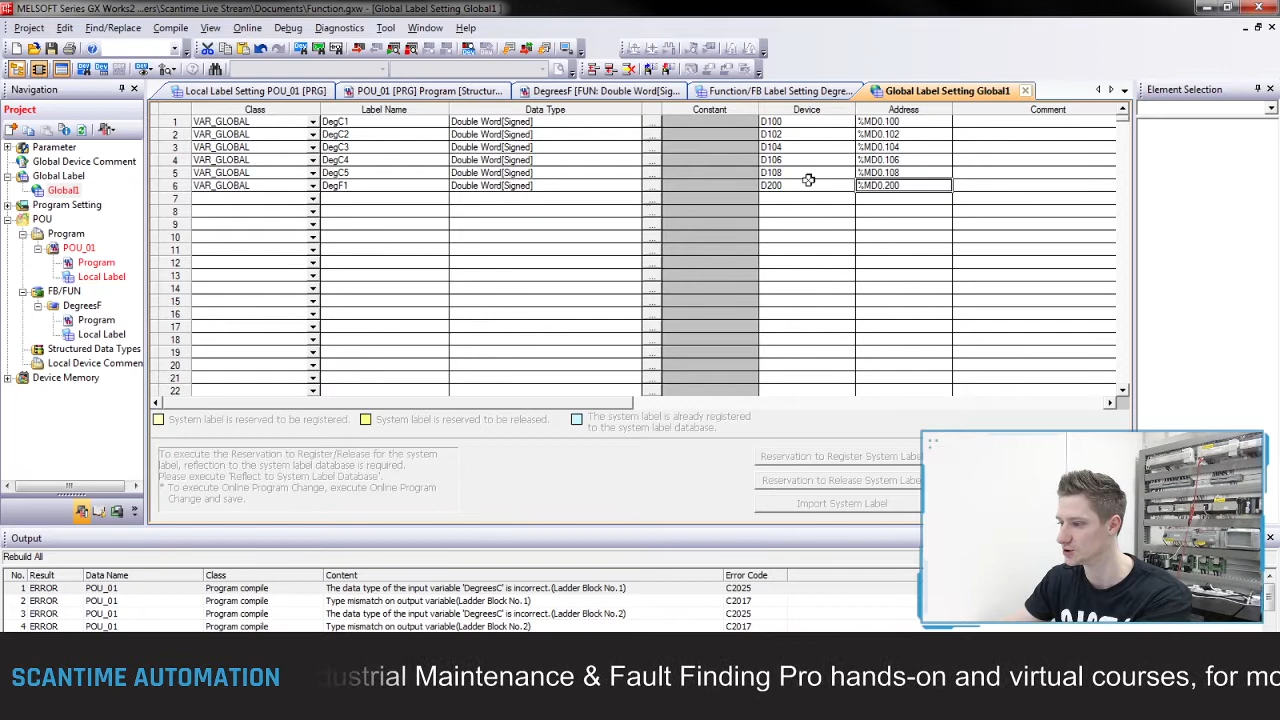 MELSOFT Series GX Works2 ...ers\Scantime Live Stream\Documents\Function.gxw - [Global Label Setting Global1 ]
Project Edit Find/Replace Compile View Online Debug Diagnostics Tool Window Help
Navigation
Local Label Setting POU_01 [PRG] POU_01 [PRG] Program [Structur... DegreesF [FUN: Double Word[Sig... Function/FB Label Setting Degre... Global Label Setting Global1
Element Selection
Project
Parameter
Global Device Comment
Global Label
Global1
Program Setting
POU
Program
POU_01
Program
Local Label
FB/FUN
DegreesF
Program
Local Label
Structured Data Types
Local Device Commen
Device Memory
Class Label Name Data Type Constant Device Address Comment
1 VAR_GLOBAL DegC1 Double Word[Signed] ... D100 %MD0.100
2 VAR_GLOBAL DegC2 Double Word[Signed] ... D102 %MD0.102
3 VAR_GLOBAL DegC3 Double Word[Signed] ... D104 %MD0.104
4 VAR_GLOBAL DegC4 Double Word[Signed] ... D106 %MD0.106
5 VAR_GLOBAL DegC5 Double Word[Signed] ... D108 %MD0.108
6 VAR_GLOBAL DegF1 Double Word[Signed] ... D200 %MD0.200
7 ...
8 ...
9 ...
10 ...
11 ...
12 ...
13 ...
14 ...
15 ...
16 ...
17 ...
18 ...
19 ...
20 ...
21 ...
22 ...
System label is reserved to be registered. System label is reserved to be released. The system label is already registered
to the system label database.
To execute the Reservation to Register/Release for the system
label, reflection to the system label database is required.
Please execute 'Reflect to System Label Database'.
* To execute Online Program Change, execute Online Program
Change and save.
Reservation to Register System Labe
Reservation to Release System Labe
Import System Label
Output
Rebuild All
No. Result Data Name Class Content Error Code
1 ERROR POU_01 Program compile The data type of the input variable 'DegreesC' is incorrect.(Ladder Block No.1) C2025
2 ERROR POU_01 Program compile Type mismatch on output variable(Ladder Block No.1) C2017
3 ERROR POU_01 Program compile The data type of the input variable 'DegreesC' is incorrect.(Ladder Block No.2) C2025
4 ERROR POU_01 Program compile Type mismatch on output variable(Ladder Block No.2) C2017
SCANTIME AUTOMATION
dustrial Maintenance & Fault Finding Pro hands-on and virtual courses, for mo